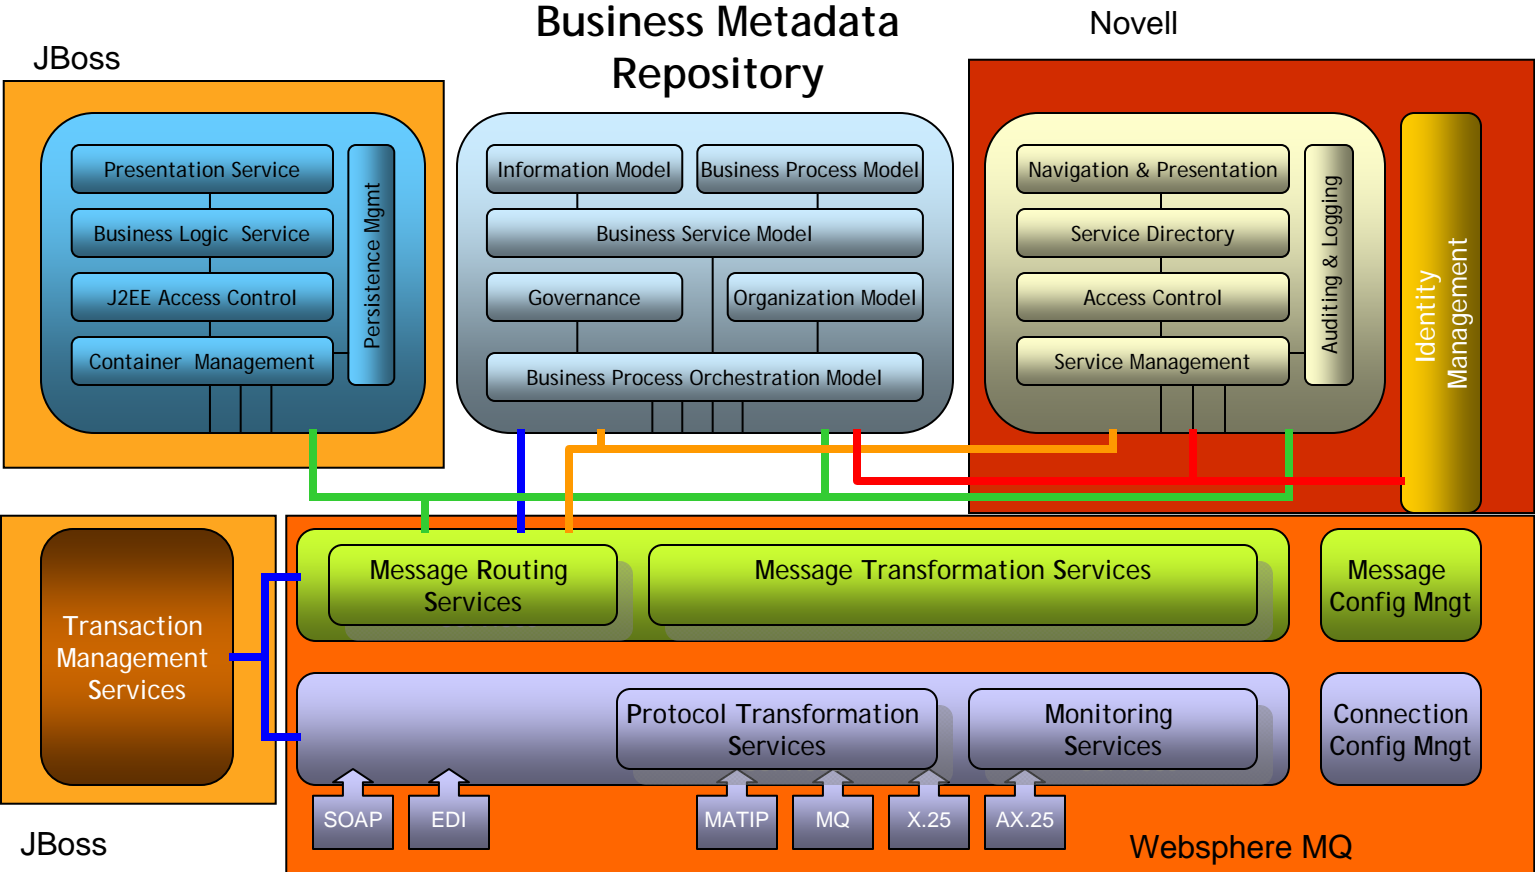 Business Metadata
Repository
Novell
JBoss
Presentation Service
Business Logic Service
J2EE Access Control
Container Management
Persistence Mgmt
Information Model
Business Process Model
Business Service Model
Governance
Organization Model
Business Process Orchestration Model
Navigation & Presentation
Service Directory
Access Control
Service Management
Auditing & Logging
Identity
Management
Transaction
Management
Services
Message Routing
Services
Message Transformation Services
Message
Config Mngt
Protocol Transformation
Services
Monitoring
Services
Connection
Config Mngt
SOAP
EDI
MATIP
MQ
X.25
AX.25
JBoss
Websphere MQ